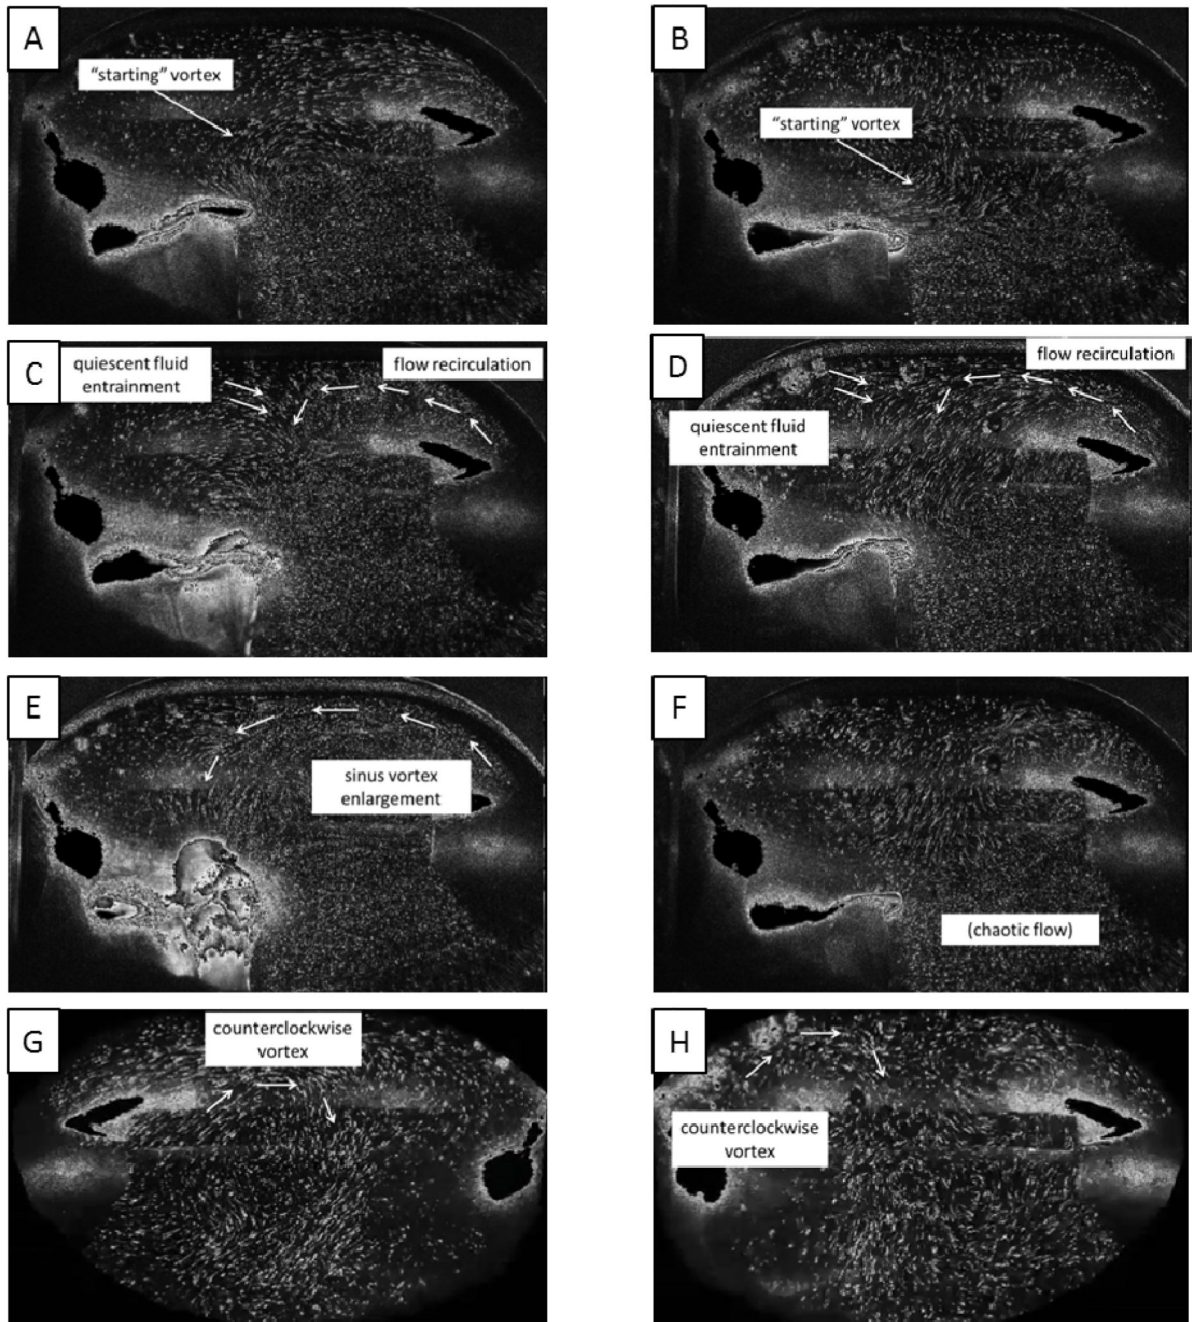 A
"starting" vortex
B
"starting" vortex
C
quiescent fluid
entrainment
flow recirculation
D
flow recirculation
quiescent fluid
entrainment
E
sinus vortex
enlargement
F
(chaotic flow)
G
counterclockwise
vortex
H
counterclockwise
vortex